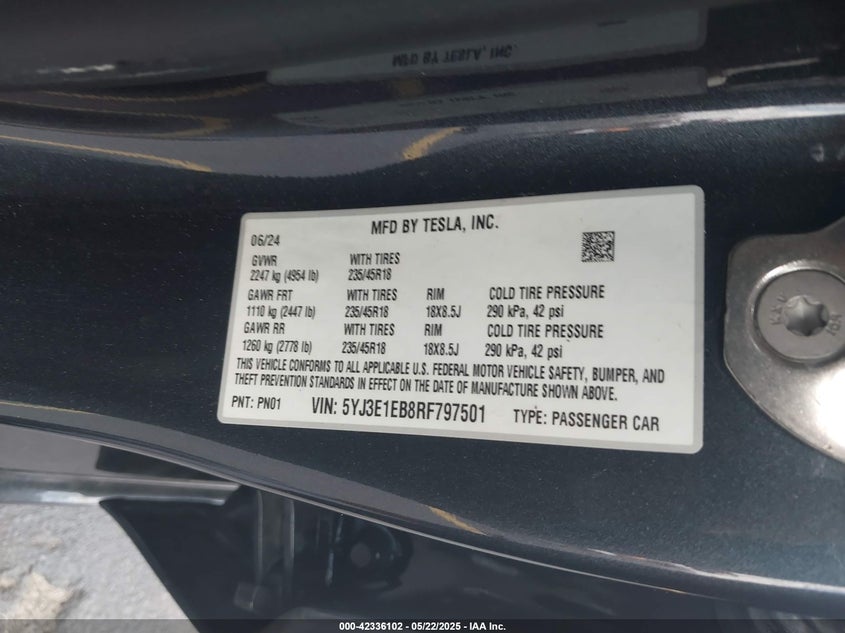 MFD BY TESLA, INC.
06/24
GVWR WITH TIRES
2247 kg (4954 lb) 235/45R18
GAWR FRT WITH TIRES RIM COLD TIRE PRESSURE
1110 kg (2447 lb) 235/45R18 18X8.5J 290 kPa, 42 psi
GAWR RR WITH TIRES RIM COLD TIRE PRESSURE
1260 kg (2778 lb) 235/45R18 18X8.5J 290 kPa, 42 psi
THIS VEHICLE CONFORMS TO ALL APPLICABLE U.S. FEDERAL MOTOR VEHICLE SAFETY, BUMPER, AND
THEFT PREVENTION STANDARDS IN EFFECT ON THE DATE OF MANUFACTURE SHOWN ABOVE.
PNT: PN01 VIN: 5YJ3E1EB8RF797501 TYPE: PASSENGER CAR
000-42336102 — 05/22/2025 — IAA Inc.